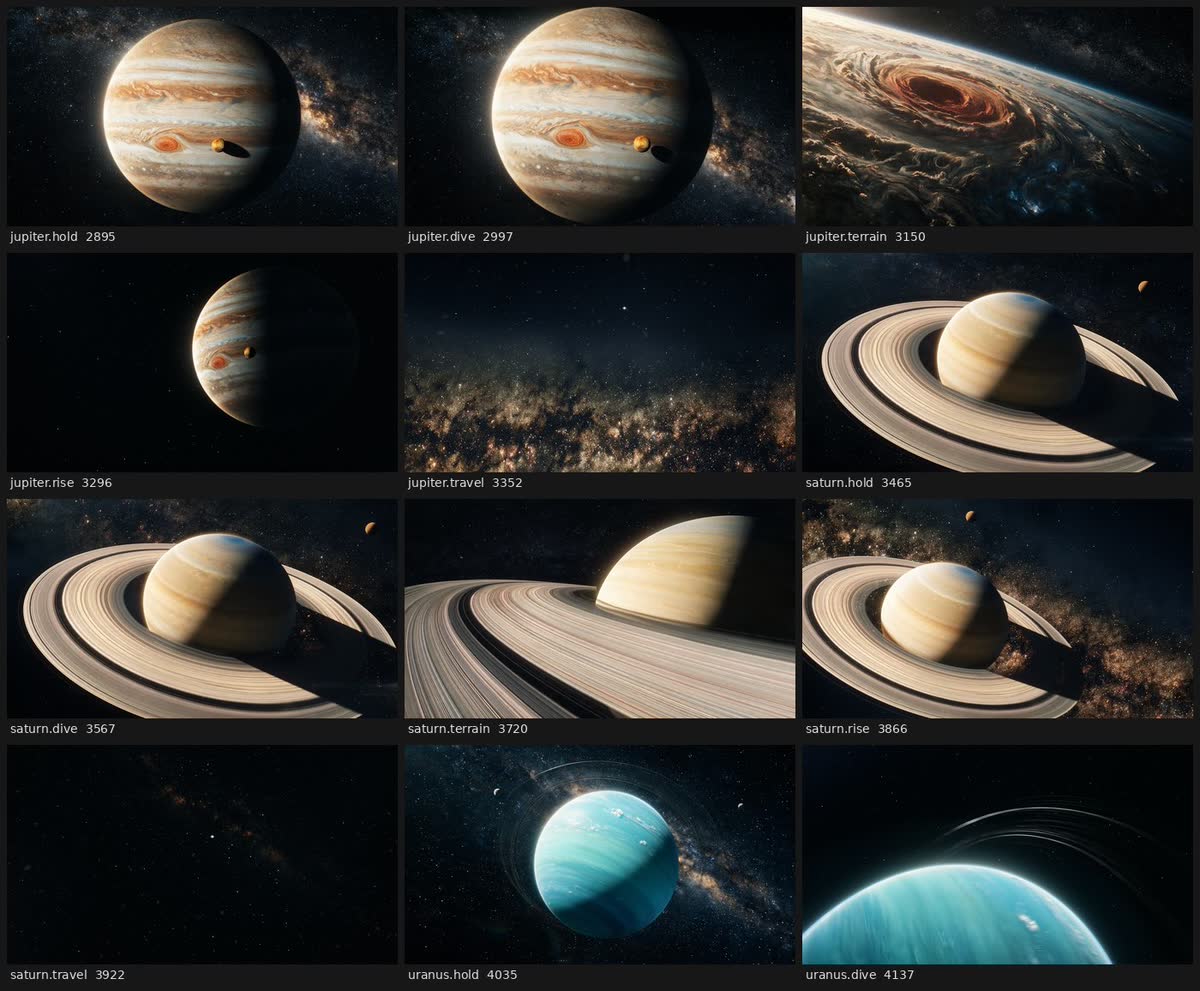 jupiter.hold 2895
jupiter.dive 2997
jupiter.terrain 3150
jupiter.rise 3296
jupiter.travel 3352
saturn.hold 3465
saturn.dive 3567
saturn.terrain 3720
saturn.rise 3866
saturn.travel 3922
uranus.hold 4035
uranus.dive 4137